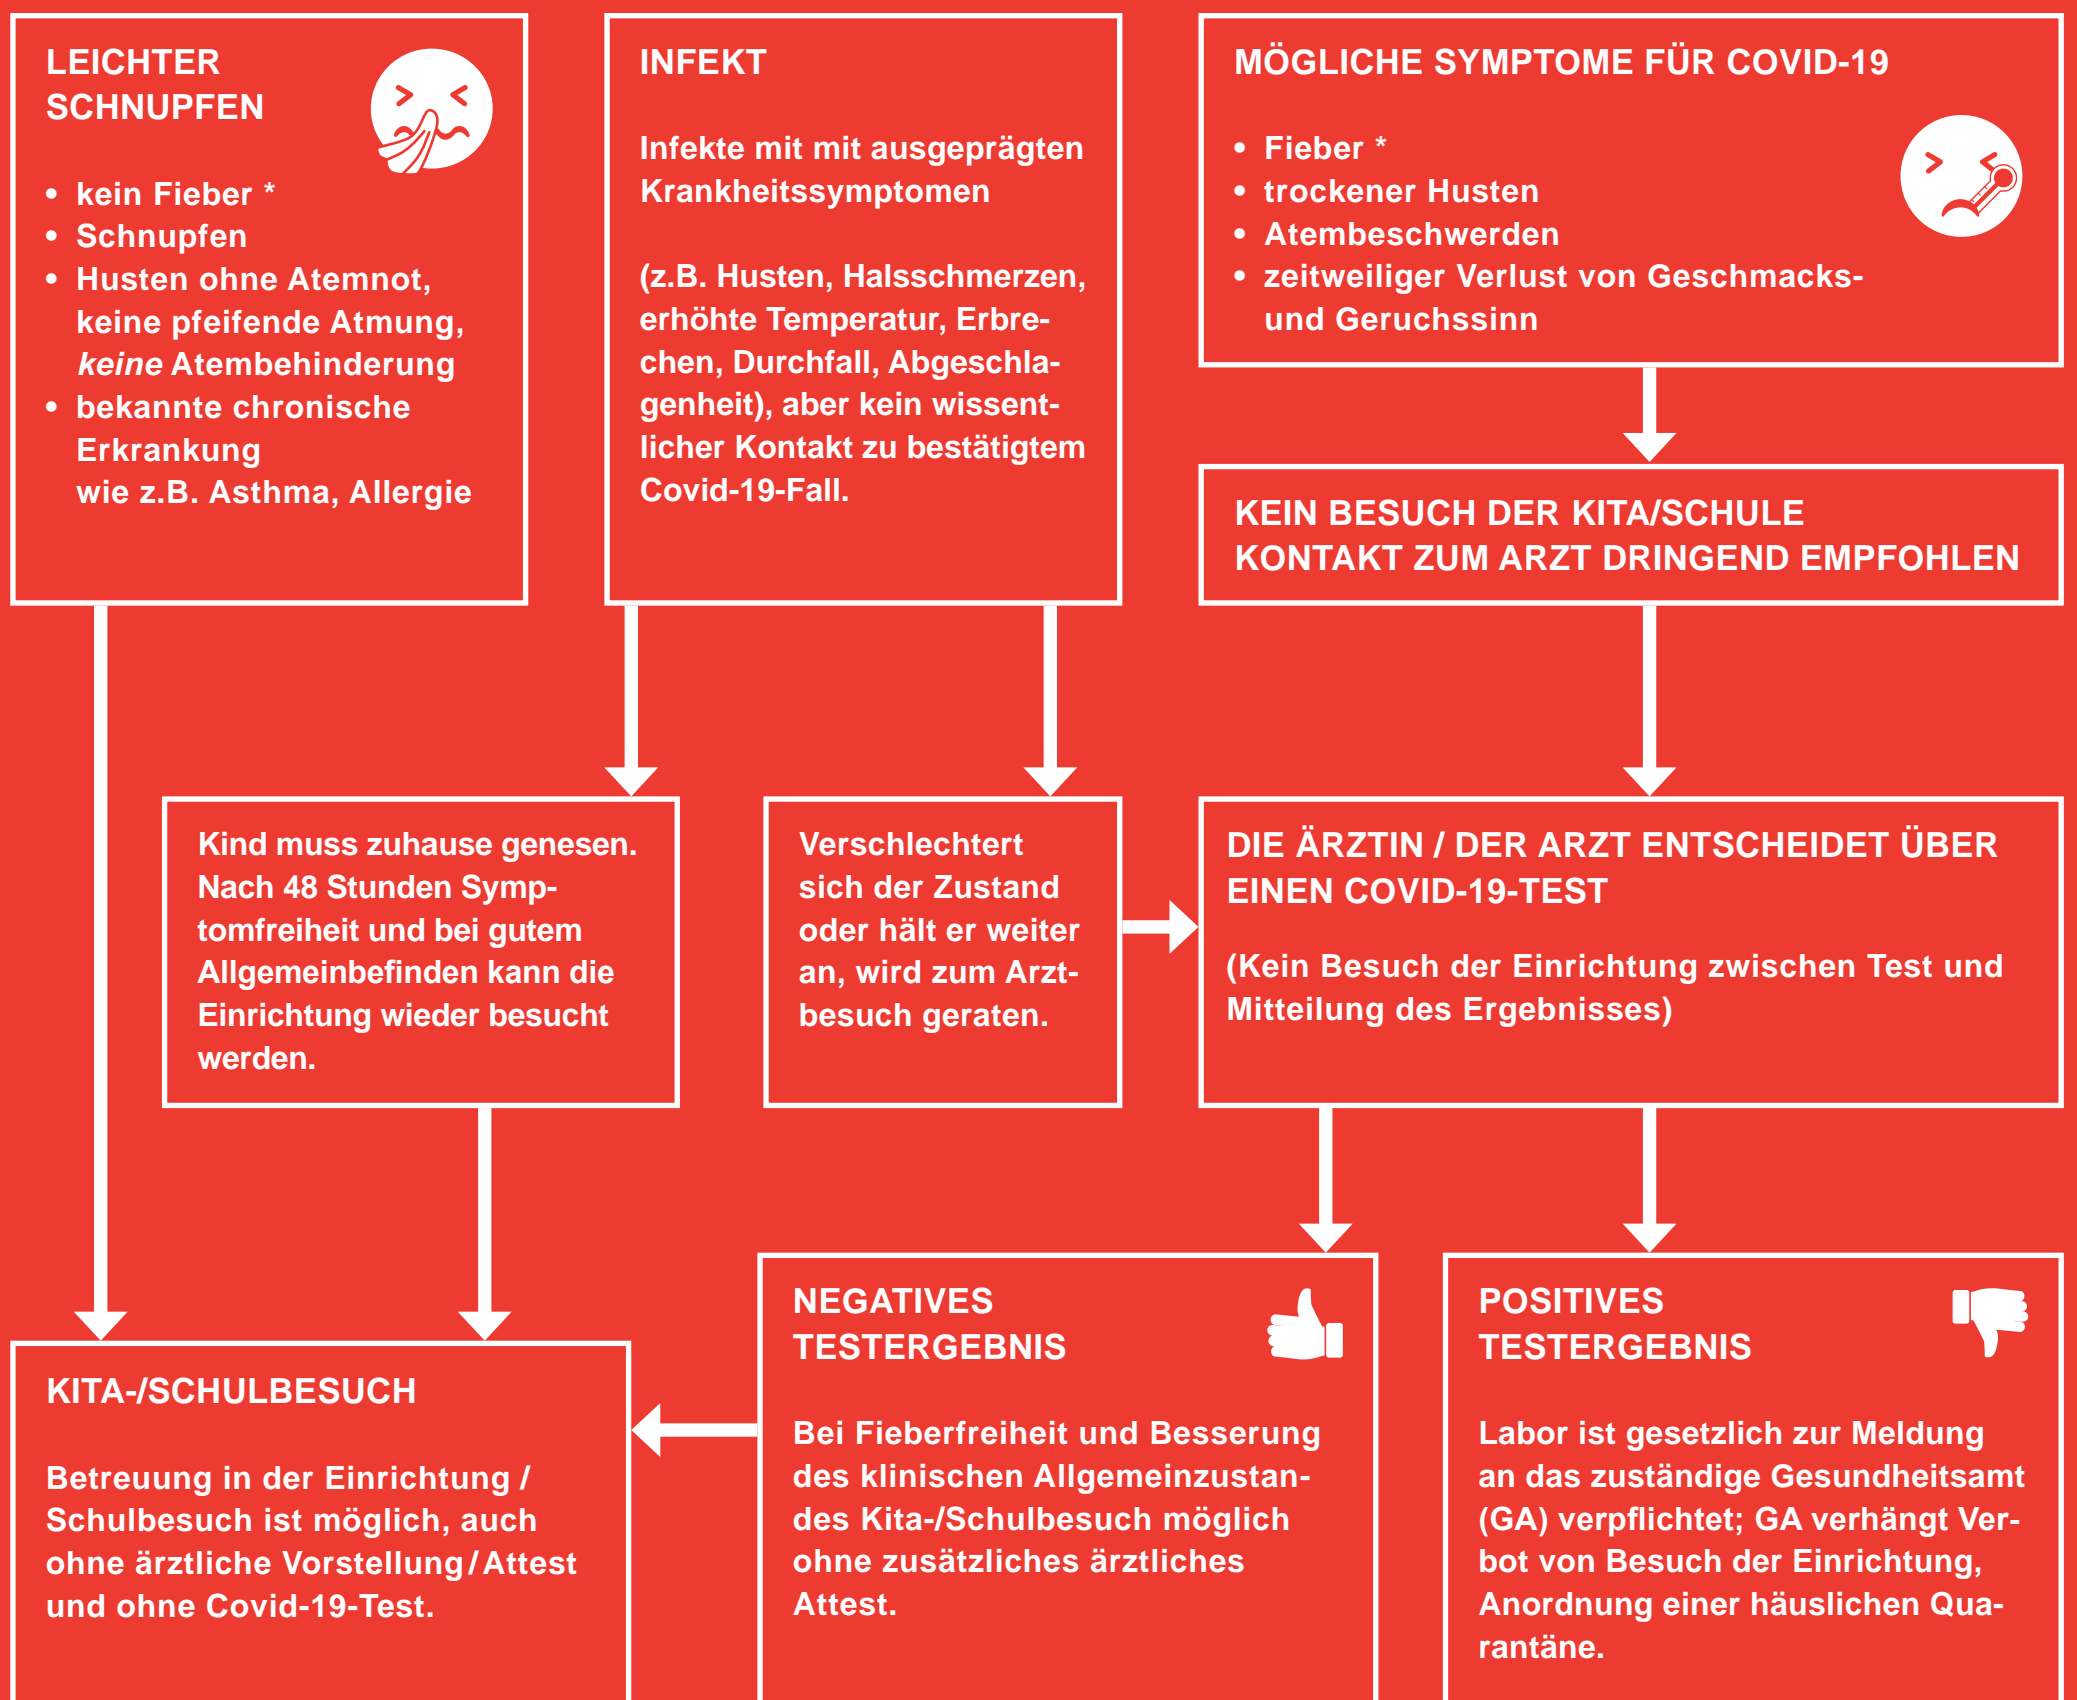 LEICHTER
SCHNUPFEN
• kein Fieber *
• Schnupfen
• Husten ohne Atemnot,
keine pfeifende Atmung,
keine Atembehinderung
• bekannte chronische
Erkrankung
wie z.B. Asthma, Allergie
INFEKT
Infekte mit mit ausgeprägten
Krankheitssymptomen
(z.B. Husten, Halsschmerzen,
erhöhte Temperatur, Erbre-
chen, Durchfall, Abgeschla-
genheit), aber kein wissent-
licher Kontakt zu bestätigtem
Covid-19-Fall.
MÖGLICHE SYMPTOME FÜR COVID-19
• Fieber *
• trockener Husten
• Atembeschwerden
• zeitweiliger Verlust von Geschmacks-
und Geruchssinn
KEIN BESUCH DER KITA/SCHULE
KONTAKT ZUM ARZT DRINGEND EMPFOHLEN
Kind muss zuhause genesen.
Nach 48 Stunden Symp-
tomfreiheit und bei gutem
Allgemeinbefinden kann die
Einrichtung wieder besucht
werden.
Verschlechtert
sich der Zustand
oder hält er weiter
an, wird zum Arzt-
besuch geraten.
DIE ÄRZTIN / DER ARZT ENTSCHEIDET ÜBER
EINEN COVID-19-TEST
(Kein Besuch der Einrichtung zwischen Test und
Mitteilung des Ergebnisses)
KITA-/SCHULBESUCH
Betreuung in der Einrichtung /
Schulbesuch ist möglich, auch
ohne ärztliche Vorstellung / Attest
und ohne Covid-19-Test.
NEGATIVES
TESTERGEBNIS
Bei Fieberfreiheit und Besserung
des klinischen Allgemeinzustan-
des Kita-/Schulbesuch möglich
ohne zusätzliches ärztliches
Attest.
POSITIVES
TESTERGEBNIS
Labor ist gesetzlich zur Meldung
an das zuständige Gesundheitsamt
(GA) verpflichtet; GA verhängt Ver-
bot von Besuch der Einrichtung,
Anordnung einer häuslichen Qua-
rantäne.